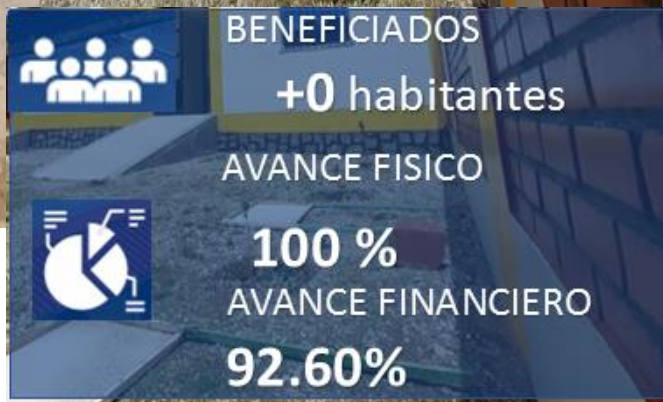 BENEFICIADOS
+0 habitantes
AVANCE FISICO
100 %
AVANCE FINANCIERO
92.60%